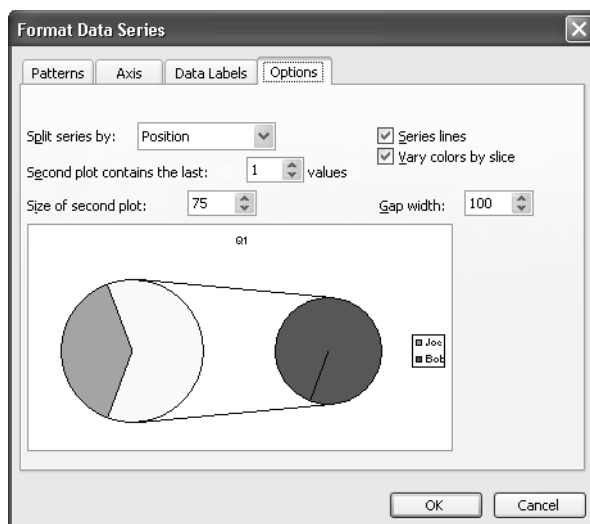 Format Data Series
Patterns Axis Data Labels Options
Split series by: Position Series lines
Vary colors by slice
Second plot contains the last: 1 values
Size of second plot: 75 Gap width: 100
Q1
Joe
Bob
OK Cancel